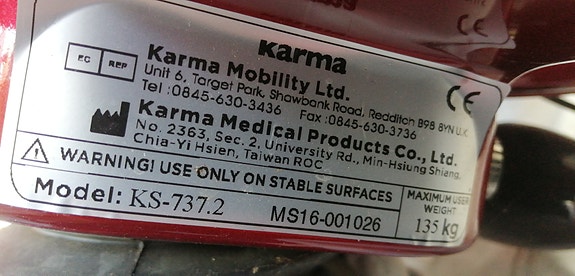 Karma
EC REP
Karma Mobility Ltd.
Unit 6, Target Park, Shawbank Road, Redditch B98 8YN U.K.
Tel :0845-630-3436 Fax :0845-630-3736
CE
Karma Medical Products Co., Ltd.
No. 2363, Sec. 2, University Rd., Min-Hsiung Shiang,
Chia-Yi Hsien, Taiwan ROC
WARNING! USE ONLY ON STABLE SURFACES
Model: KS-737.2
MS16-001026
MAXIMUM USER
WEIGHT
135 kg